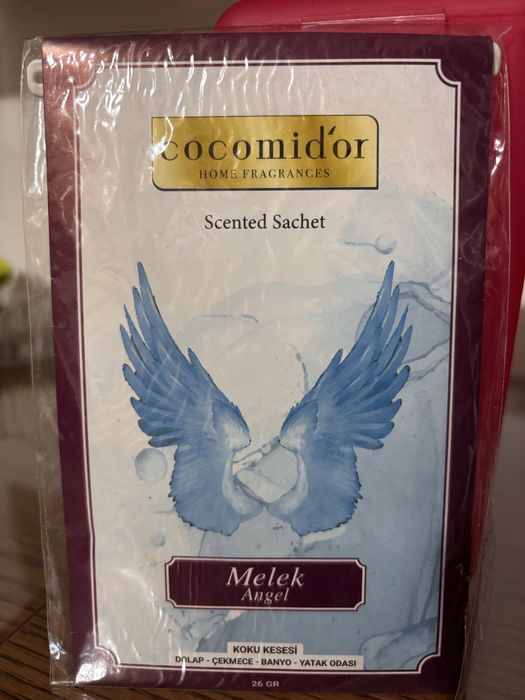 cocomid'or
HOME FRAGRANCES
Scented Sachet
Melek
Angel
KOKU KESESİ
DOLAP - ÇEKMECE - BANYO - YATAK ODASI
26 GR